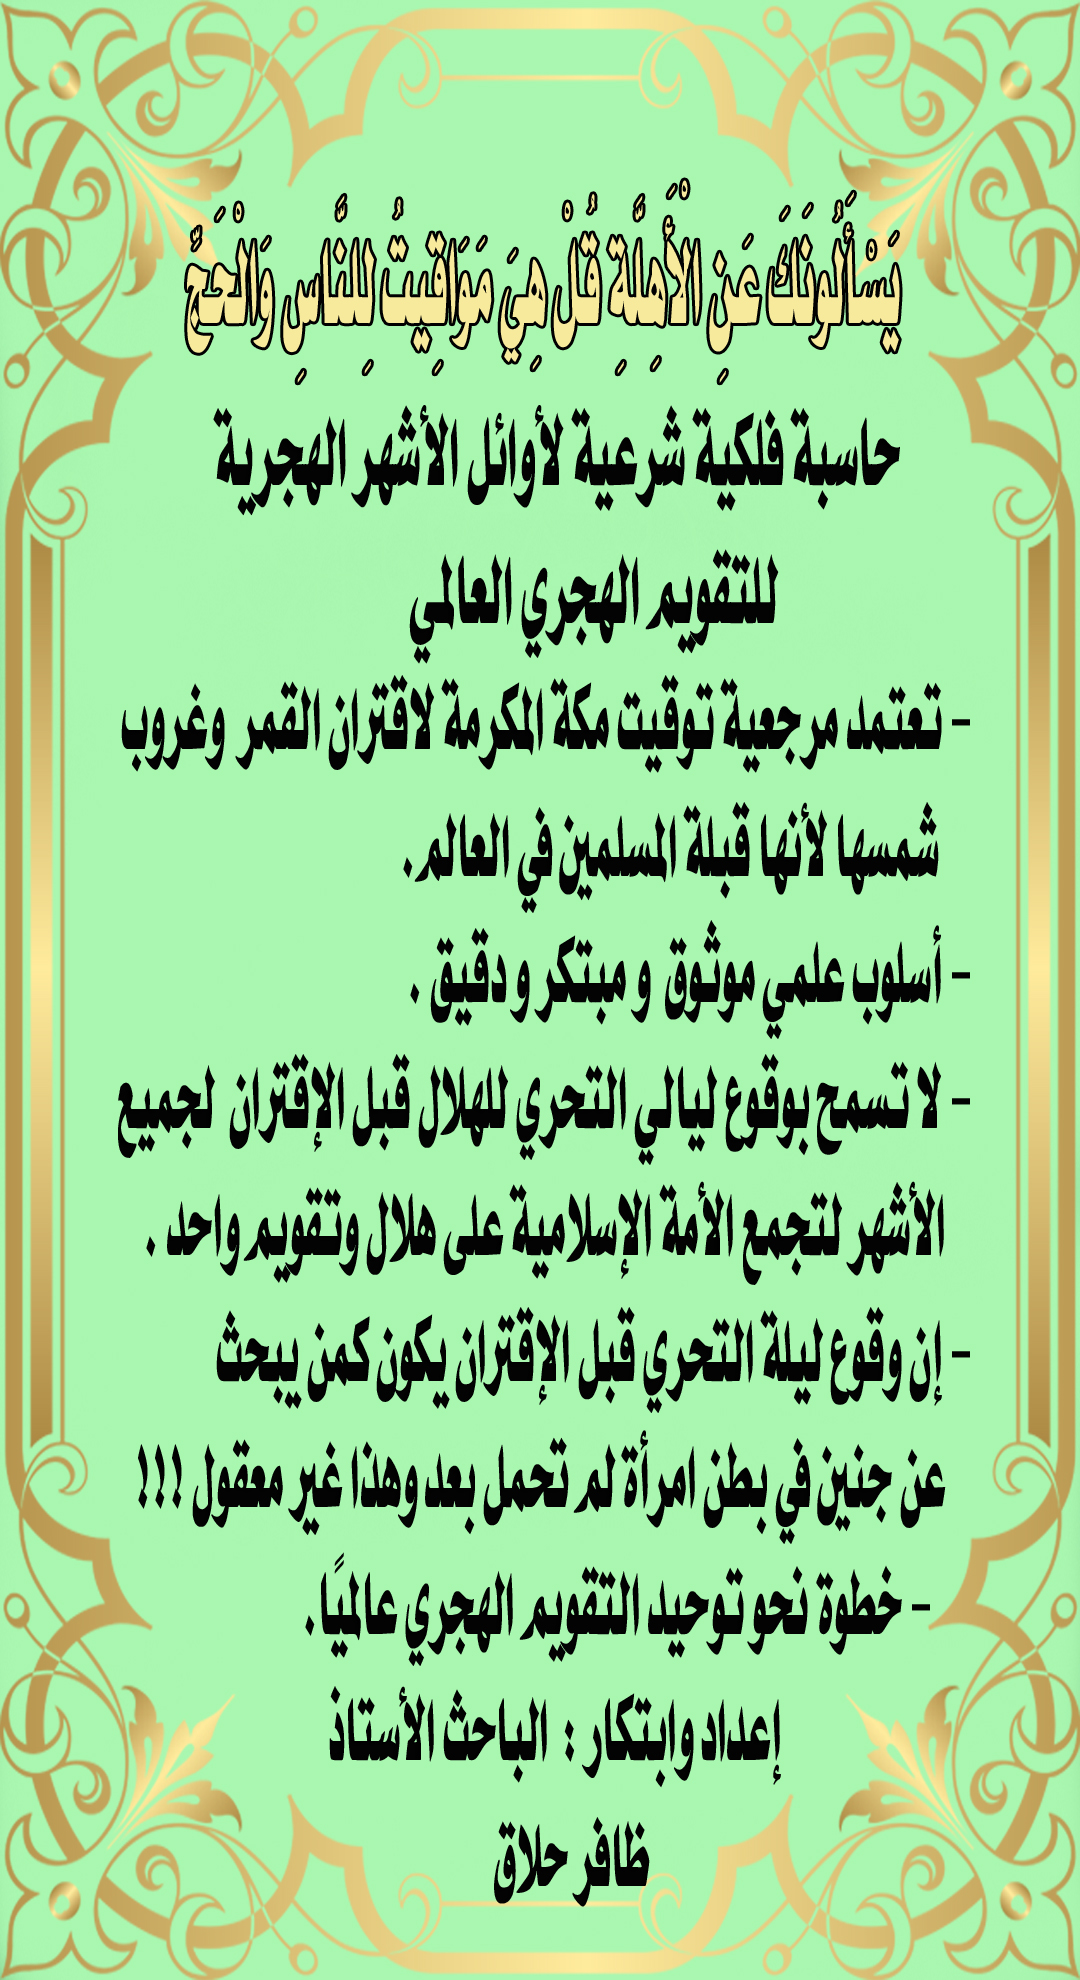 يَسْأَلُونَكَ عَنِ الْأَهِلَّةِ قُلْ هِيَ مَوَاقِيتُ لِلنَّاسِ وَالْحَجِّ
حاسبة فلكية شرعية لأوائل الأشهر الهجرية
للتقويم الهجري العالمي
- تعتمد مرجعية توقيت مكة المكرمة لاقتران القمر وغروب
شمسها لأنها قبلة المسلمين في العالم.
- أسلوب علمي موثوق و مبتكر و دقيق .
- لا تسمح بوقوع ليالي التحري للهلال قبل الإقتران لجميع
الأشهر لتجمع الأمة الإسلامية على هلال وتقويم واحد .
- إن وقوع ليلة التحري قبل الإقتران يكون كمن يبحث
عن جنين في بطن امرأة لم تحمل بعد وهذا غير معقول !!!
- خطوة نحو توحيد التقويم الهجري عالميًا.
إعداد وابتكار : الباحث الأستاذ
ظافر حلاق